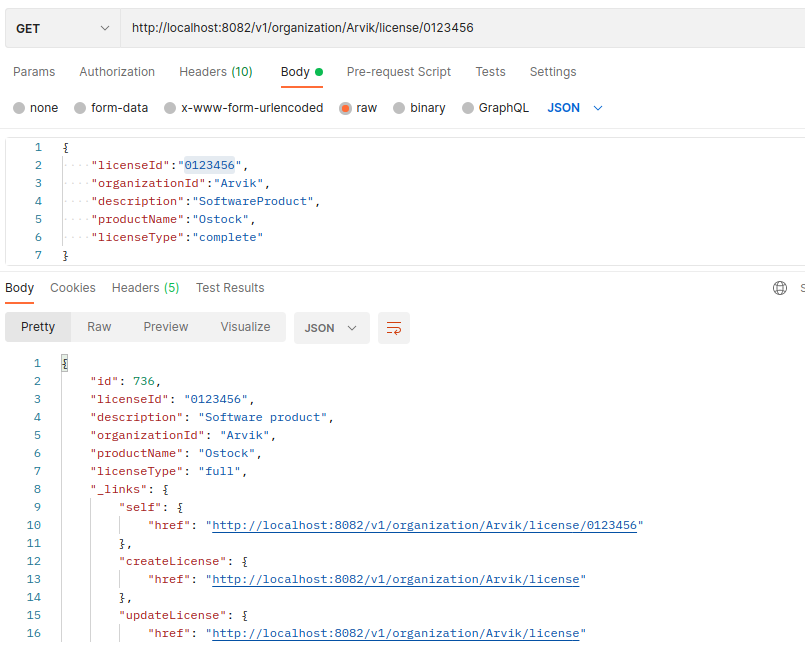 GET http://localhost:8082/v1/organization/Arvik/license/0123456
Params Authorization Headers (10) Body Pre-request Script Tests Settings
none form-data x-www-form-urlencoded raw binary GraphQL JSON
1 {
2 "licenseId":"0123456",
3 "organizationId":"Arvik",
4 "description":"SoftwareProduct",
5 "productName":"Ostock",
6 "licenseType":"complete"
7 }
Body Cookies Headers (5) Test Results S
Pretty Raw Preview Visualize JSON
1 {
2 "id": 736,
3 "licenseId": "0123456",
4 "description": "Software product",
5 "organizationId": "Arvik",
6 "productName": "Ostock",
7 "licenseType": "full",
8 "_links": {
9 "self": {
10 "href": "http://localhost:8082/v1/organization/Arvik/license/0123456"
11 },
12 "createLicense": {
13 "href": "http://localhost:8082/v1/organization/Arvik/license"
14 },
15 "updateLicense": {
16 "href": "http://localhost:8082/v1/organization/Arvik/license"